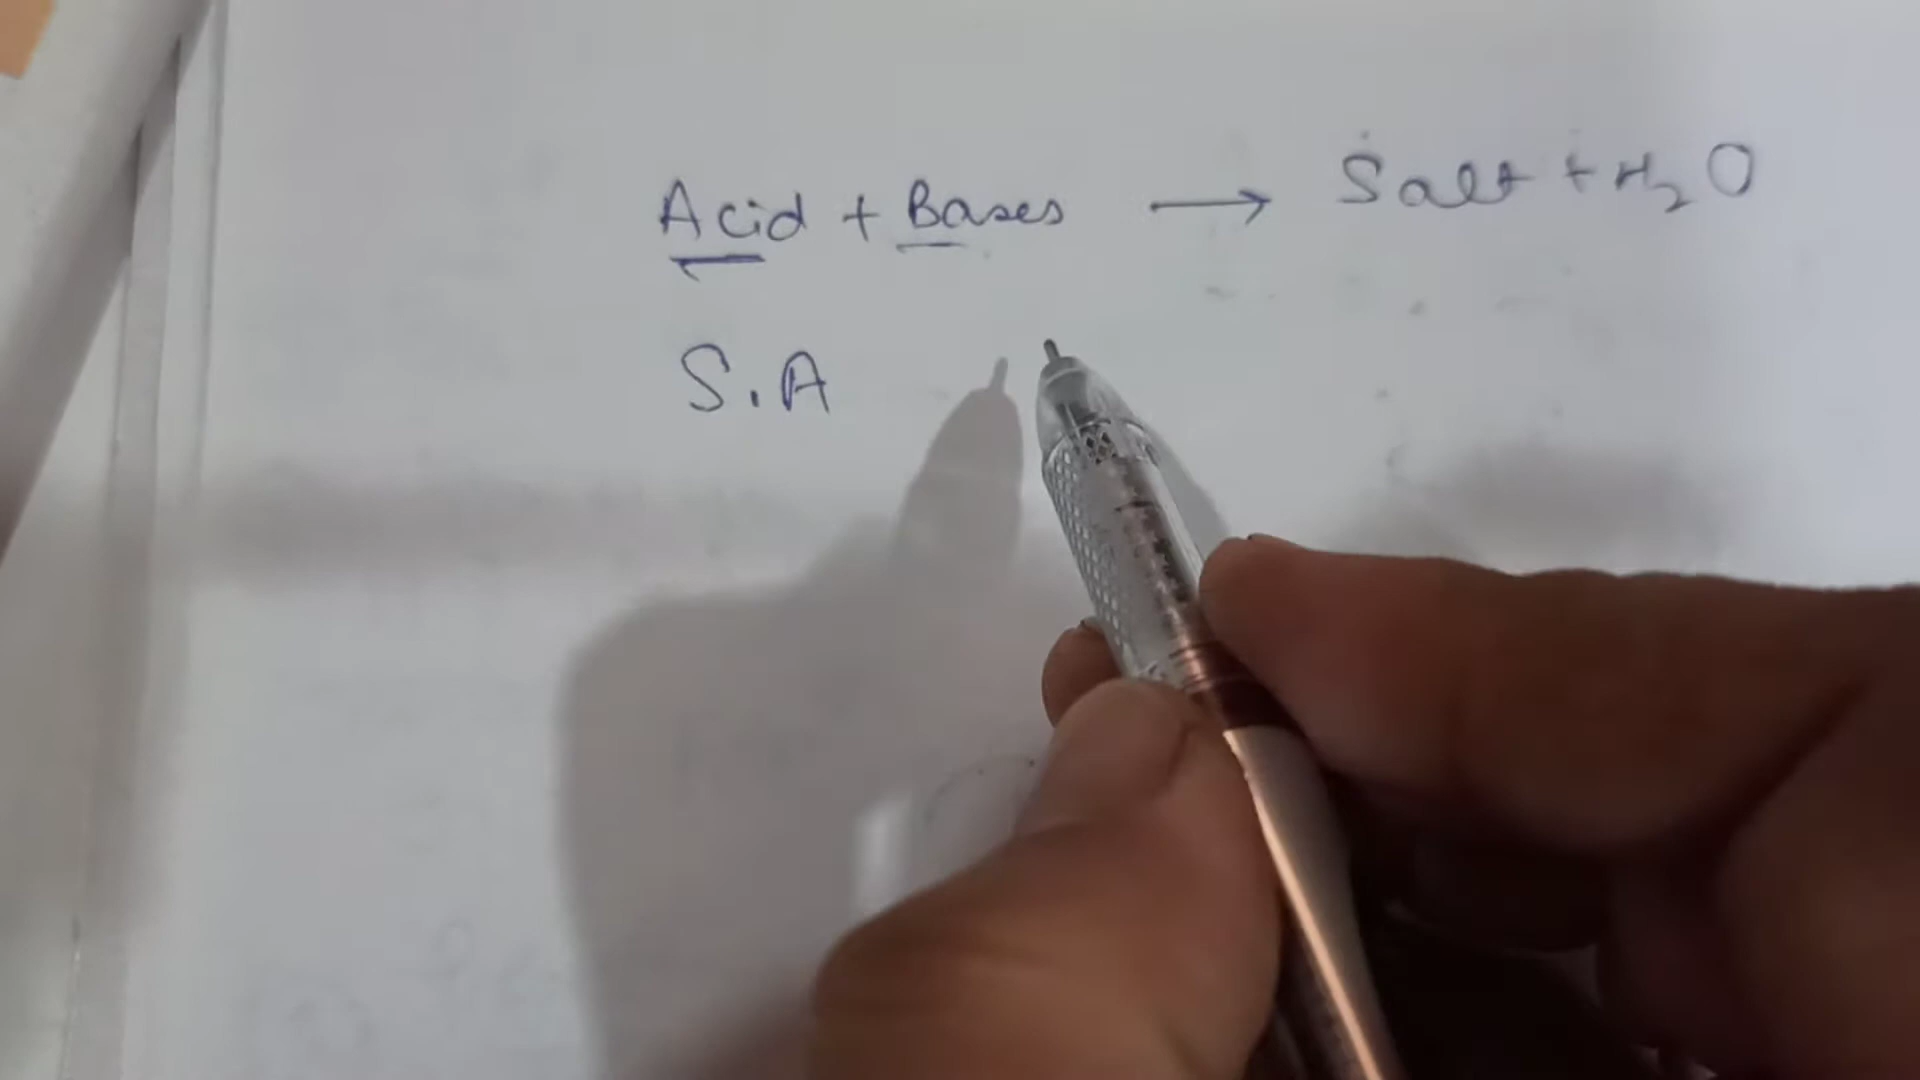 Acid + Bases → Salt + H₂O
S.A